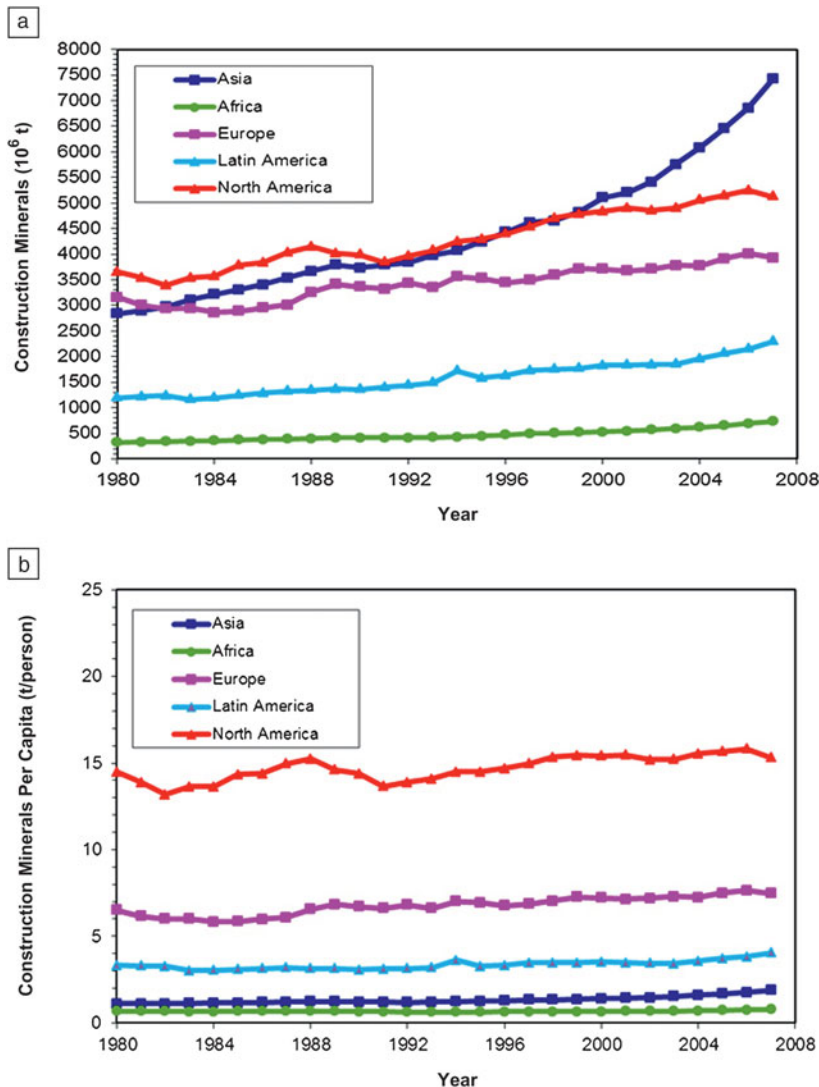 a
8000
7500
7000
6500
6000
5500
5000
4500
4000
3500
3000
2500
2000
1500
1000
500
0
Construction Minerals (10⁶ t)
Asia
Africa
Europe
Latin America
North America
1980 1984 1988 1992 1996 2000 2004 2008
Year
b
25
20
15
10
5
0
Construction Minerals Per Capita (t/person)
Asia
Africa
Europe
Latin America
North America
1980 1984 1988 1992 1996 2000 2004 2008
Year